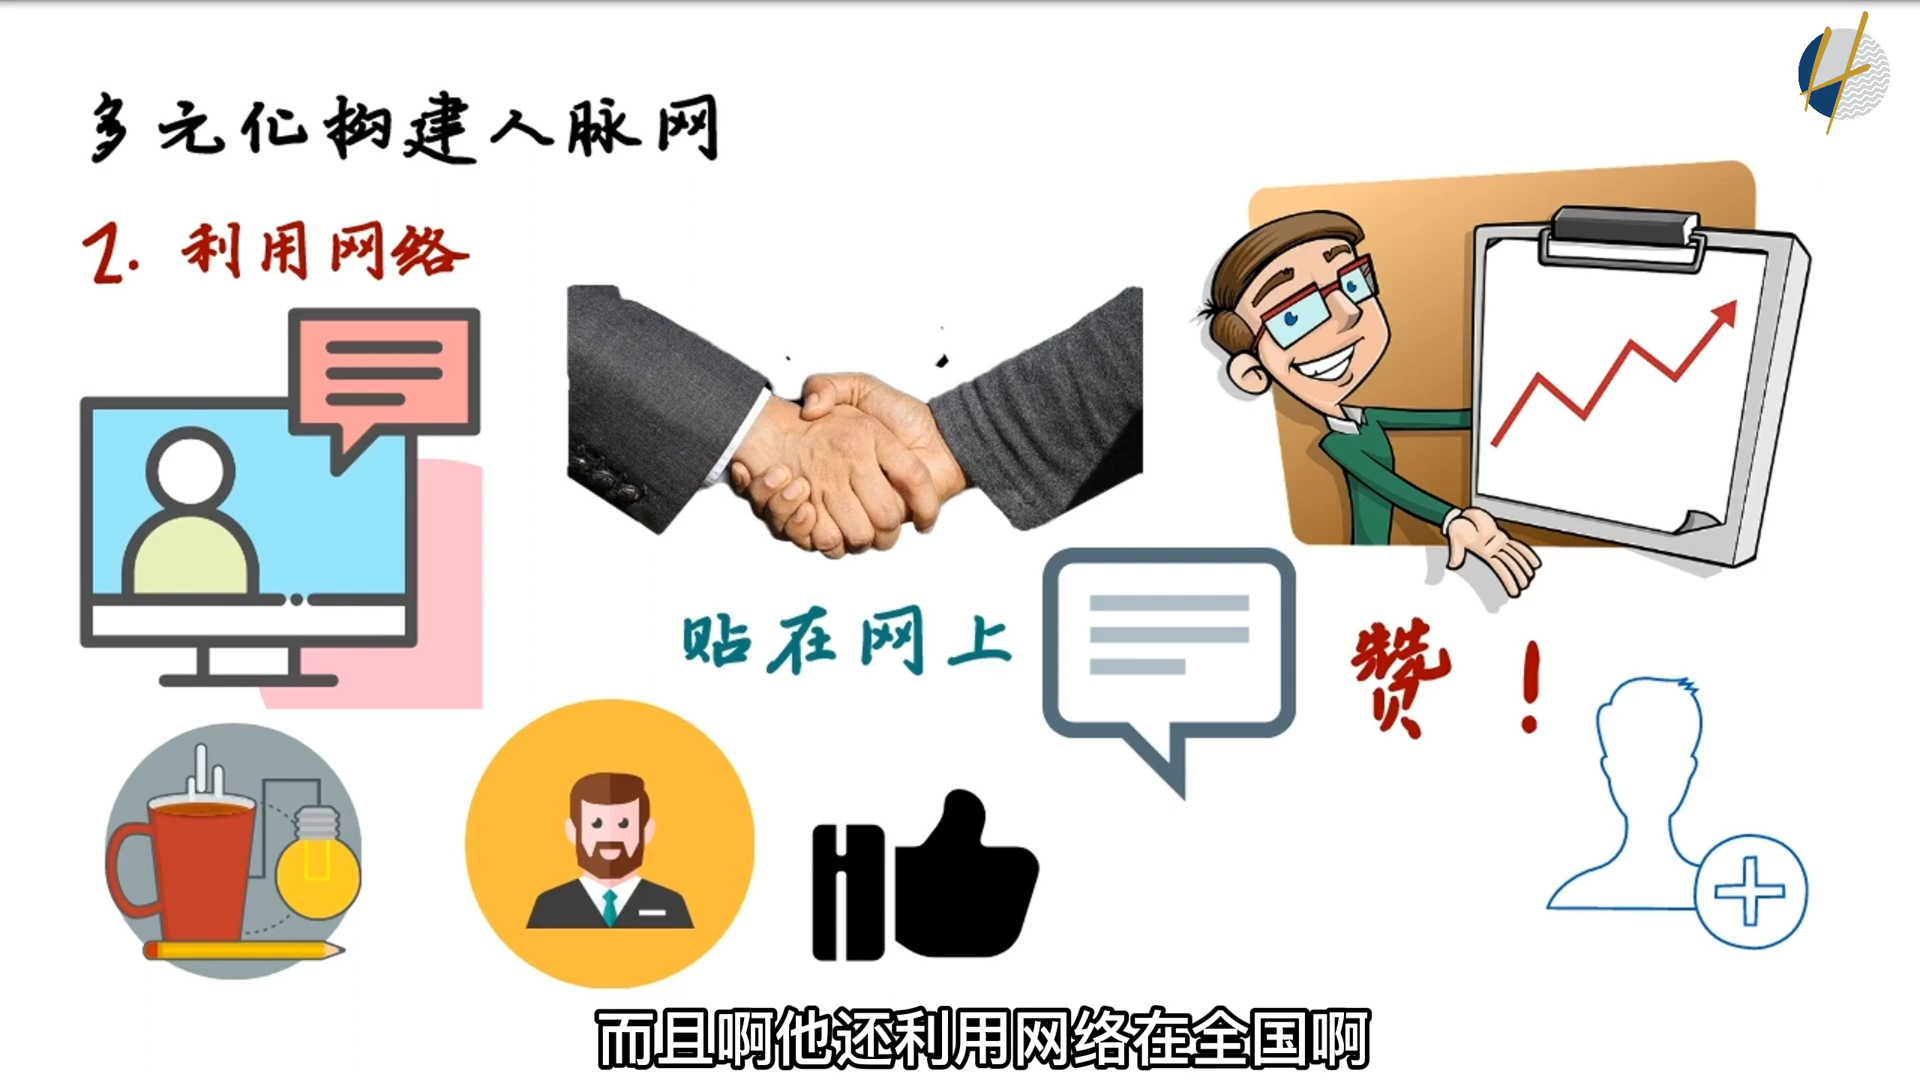 多元化构建人脉网
2. 利用网络
贴在网上
赞！
而且啊他还利用网络在全国啊